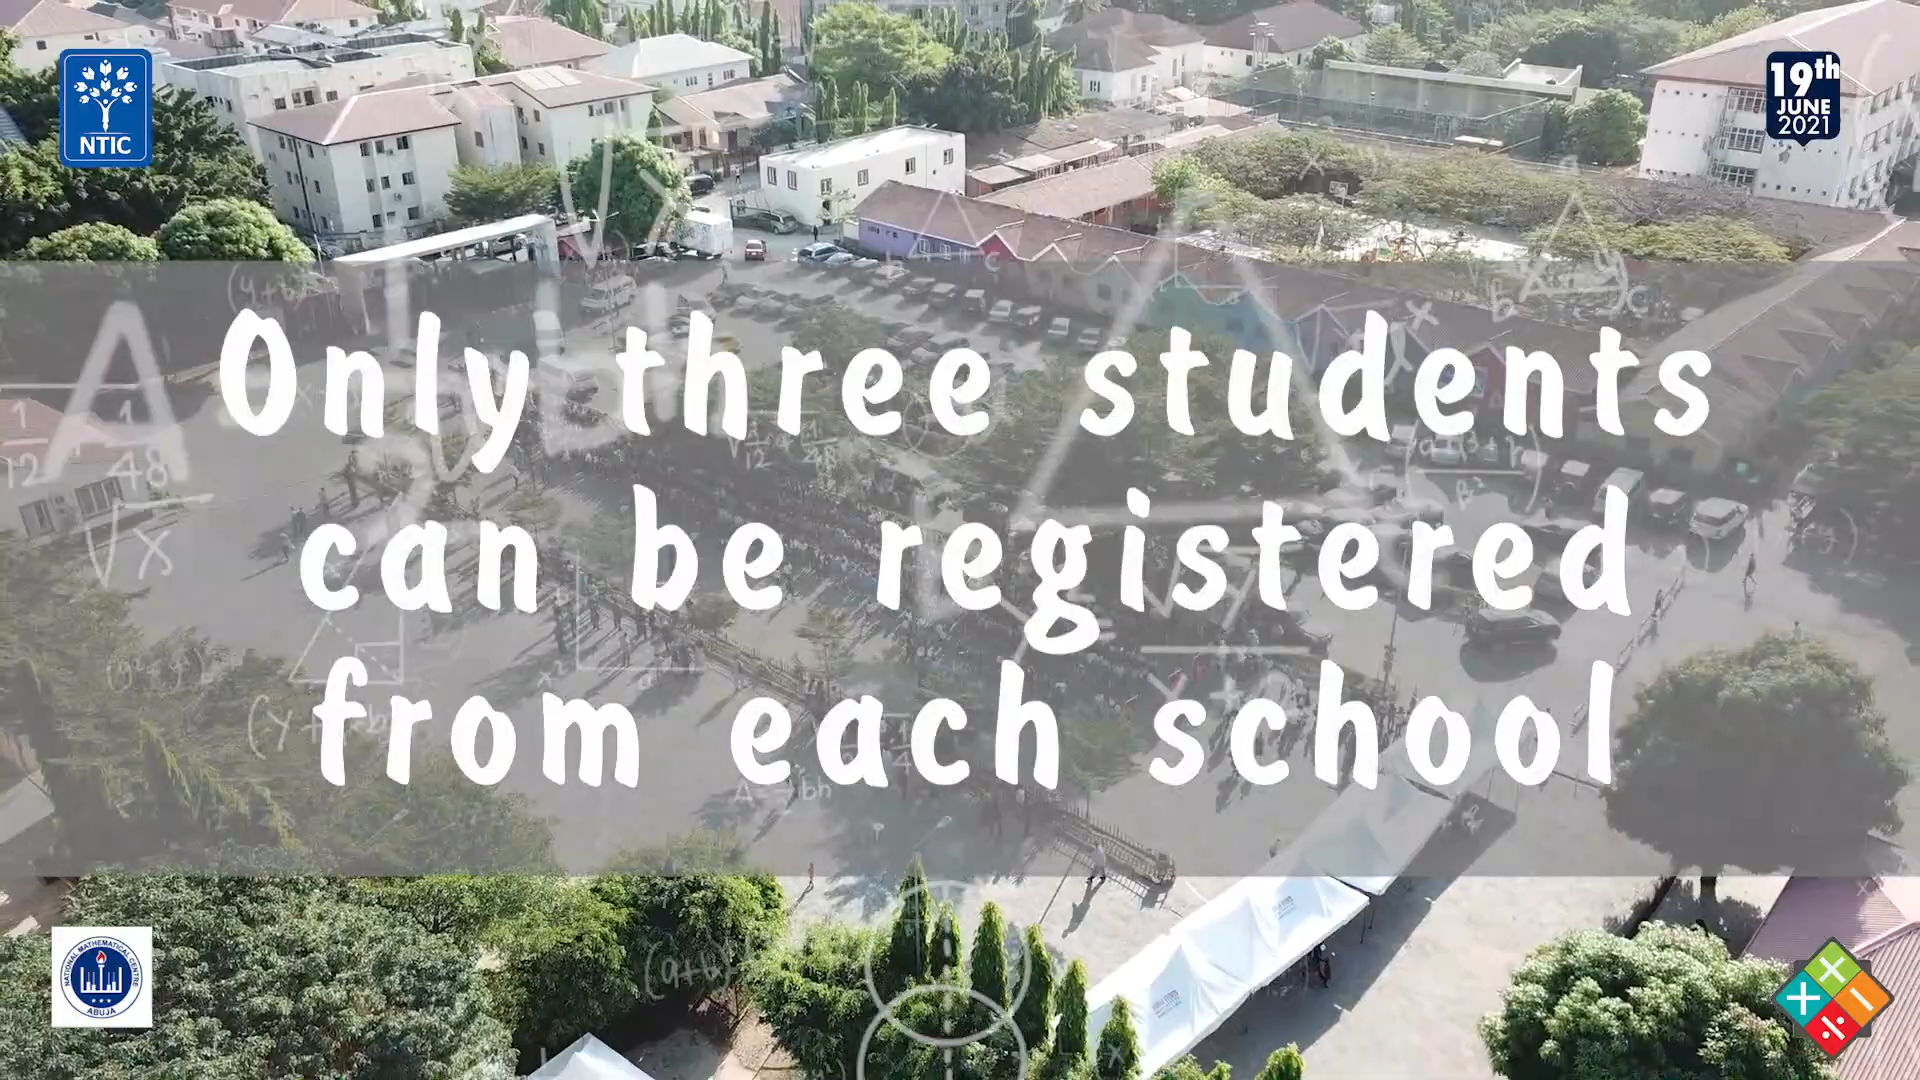 NTIC
19th
JUNE
2021
Only three students
can be registered
from each school
NATIONAL MATHEMATICAL CENTRE
ABUJA